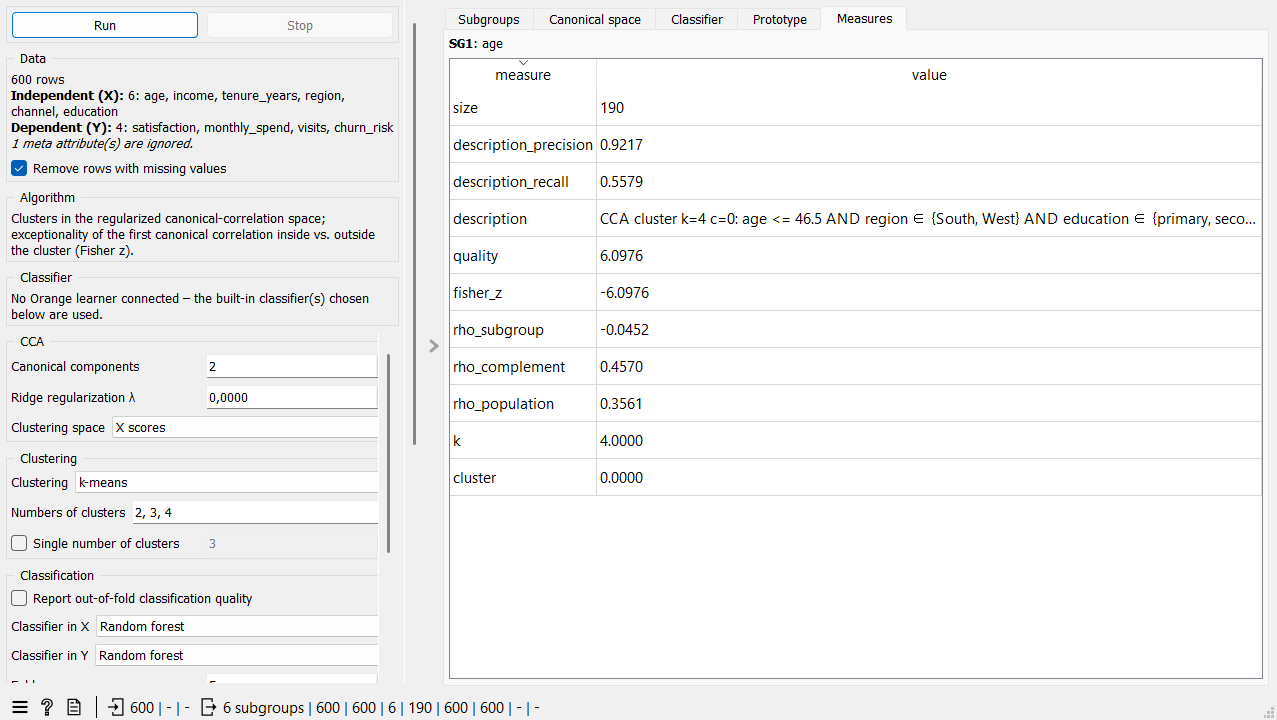 Run
Stop
Data
600 rows
Independent (X): 6: age, income, tenure_years, region,
channel, education
Dependent (Y): 4: satisfaction, monthly_spend, visits, churn_risk
1 meta attribute(s) are ignored.
Remove rows with missing values
Algorithm
Clusters in the regularized canonical-correlation space;
exceptionality of the first canonical correlation inside vs. outside
the cluster (Fisher z).
Classifier
No Orange learner connected – the built-in classifier(s) chosen
below are used.
CCA
Canonical components 2
Ridge regularization λ 0,0000
Clustering space X scores
Clustering
Clustering k-means
Numbers of clusters 2, 3, 4
Single number of clusters 3
Classification
Report out-of-fold classification quality
Classifier in X Random forest
Classifier in Y Random forest
Subgroups Canonical space Classifier Prototype Measures
SG1: age
measure value
size 190
description_precision 0.9217
description_recall 0.5579
description CCA cluster k=4 c=0: age <= 46.5 AND region ∈ {South, West} AND education ∈ {primary, seco...
quality 6.0976
fisher_z -6.0976
rho_subgroup -0.0452
rho_complement 0.4570
rho_population 0.3561
k 4.0000
cluster 0.0000
600 | - | - 6 subgroups | 600 | 600 | 6 | 190 | 600 | 600 | - | -